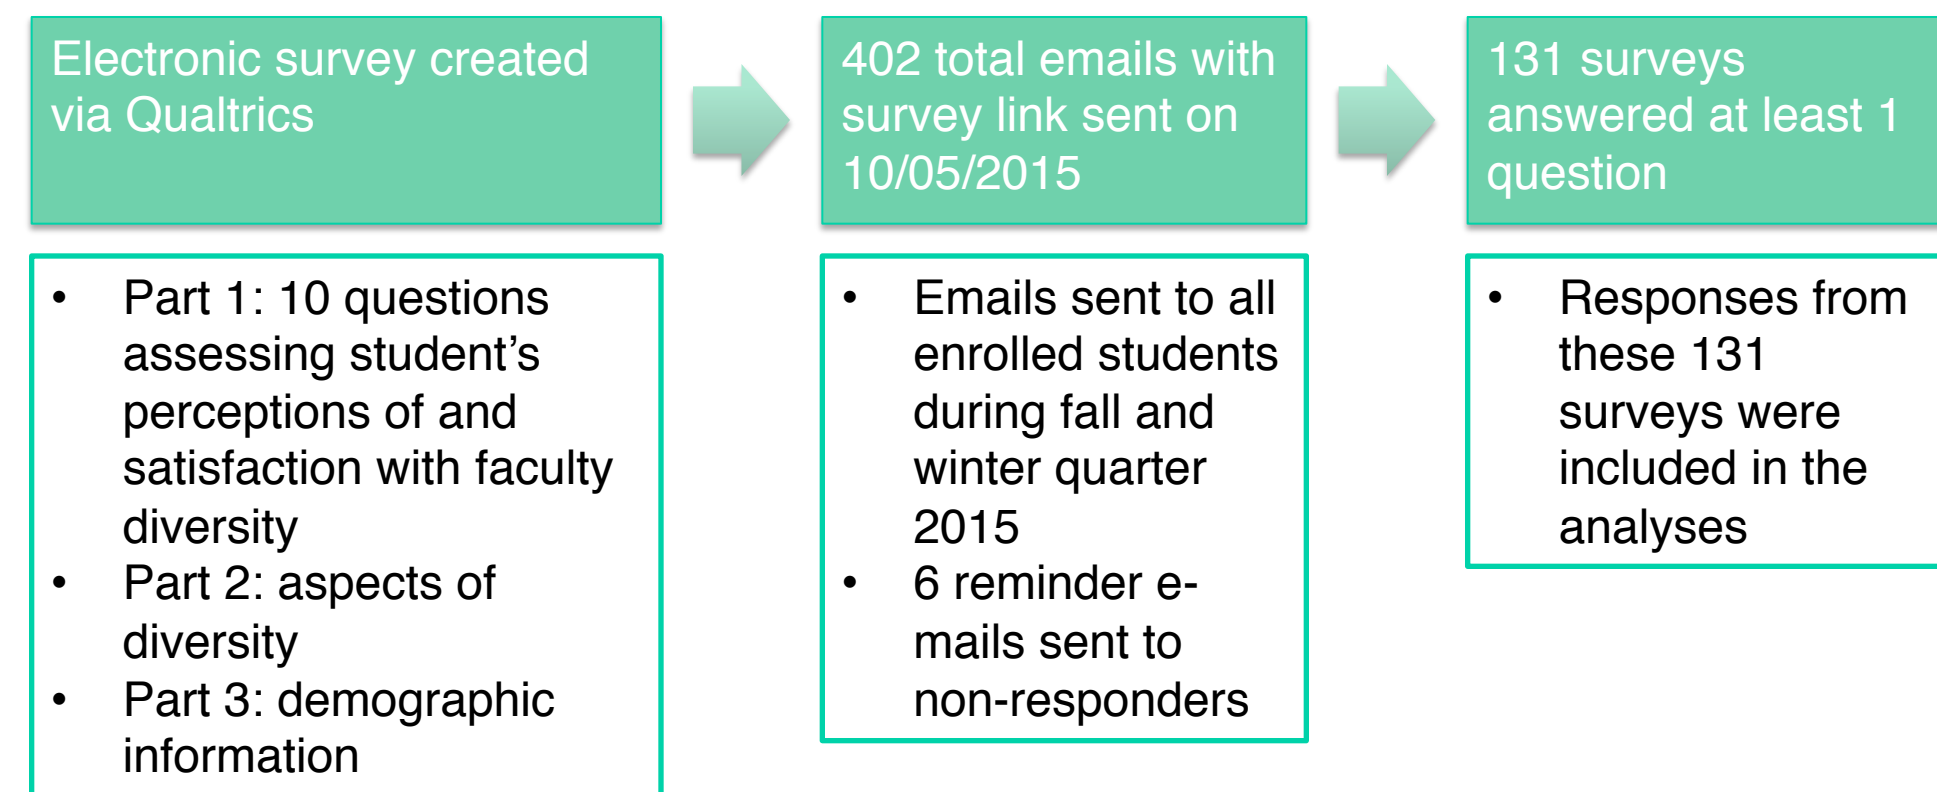 Electronic survey created
via Qualtrics
• Part 1: 10 questions
assessing student’s
perceptions of and
satisfaction with faculty
diversity
• Part 2: aspects of
diversity
• Part 3: demographic
information
402 total emails with
survey link sent on
10/05/2015
• Emails sent to all
enrolled students
during fall and
winter quarter
2015
• 6 reminder e-
mails sent to
non-responders
131 surveys
answered at least 1
question
• Responses from
these 131
surveys were
included in the
analyses